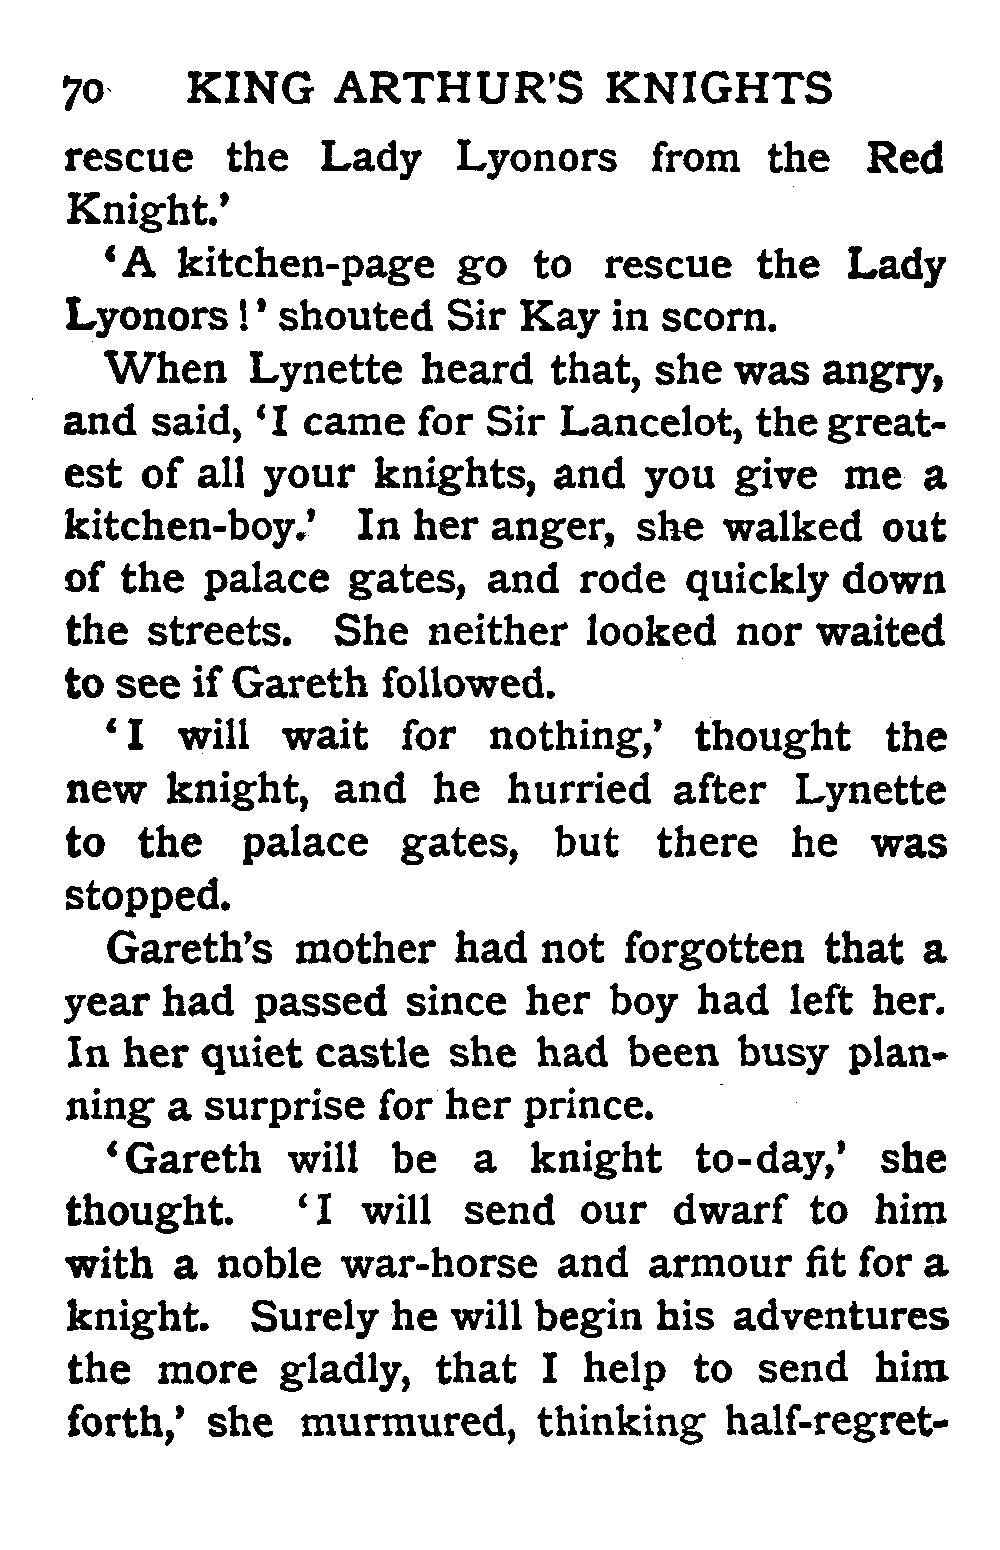 70 KING ARTHUR'S KNIGHTS
rescue the Lady Lyonors from the Red
Knight.'
'A kitchen-page go to rescue the Lady
Lyonors!' shouted Sir Kay in scorn.
When Lynette heard that, she was angry,
and said, 'I came for Sir Lancelot, the great-
est of all your knights, and you give me a
kitchen-boy.' In her anger, she walked out
of the palace gates, and rode quickly down
the streets. She neither looked nor waited
to see if Gareth followed.
'I will wait for nothing,' thought the
new knight, and he hurried after Lynette
to the palace gates, but there he was
stopped.
Gareth's mother had not forgotten that a
year had passed since her boy had left her.
In her quiet castle she had been busy plan-
ning a surprise for her prince.
'Gareth will be a knight to-day,' she
thought. 'I will send our dwarf to him
with a noble war-horse and armour fit for a
knight. Surely he will begin his adventures
the more gladly, that I help to send him
forth,' she murmured, thinking half-regret-